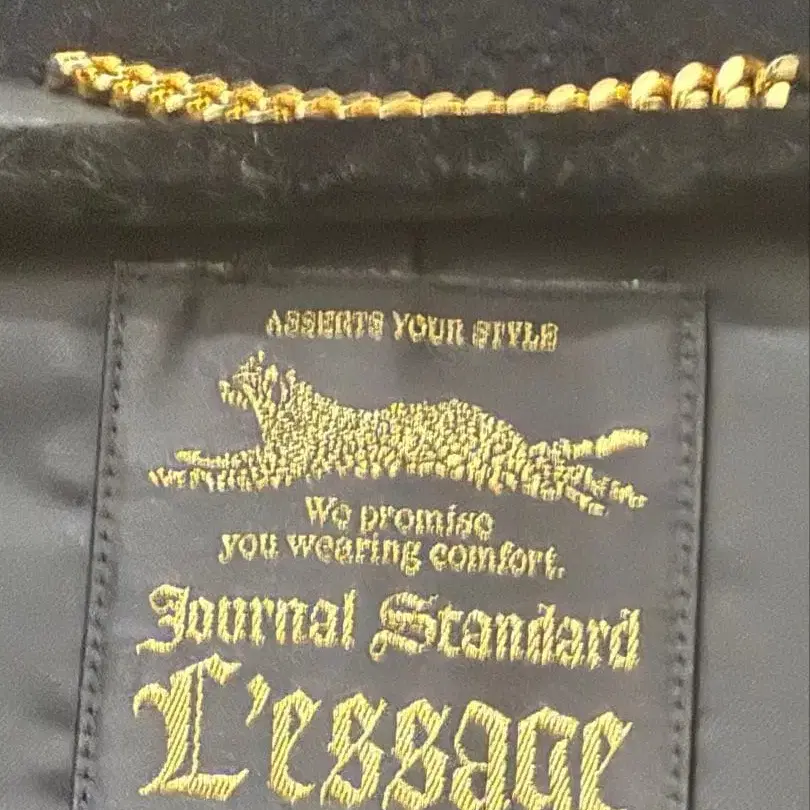 ASSERTS YOUR STYLE
We promise
you wearing comfort.
Journal Standard
L'essage